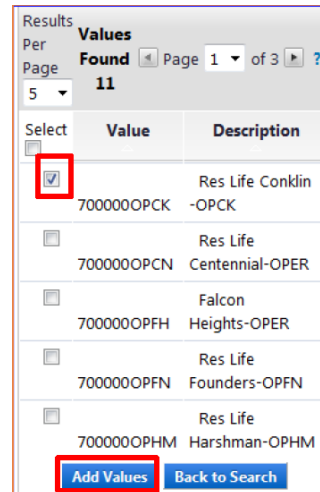 Results Per Page 5
Values Found 11
Page 1 of 3 ?
Select Value Description
Res Life Conklin
700000OPCK -OPCK
Res Life
700000OPCN Centennial-OPER
Falcon
700000OPFH Heights-OPER
Res Life
700000OPFN Founders-OPFN
Res Life
700000OPHM Harshman-OPHM
Add Values Back to Search